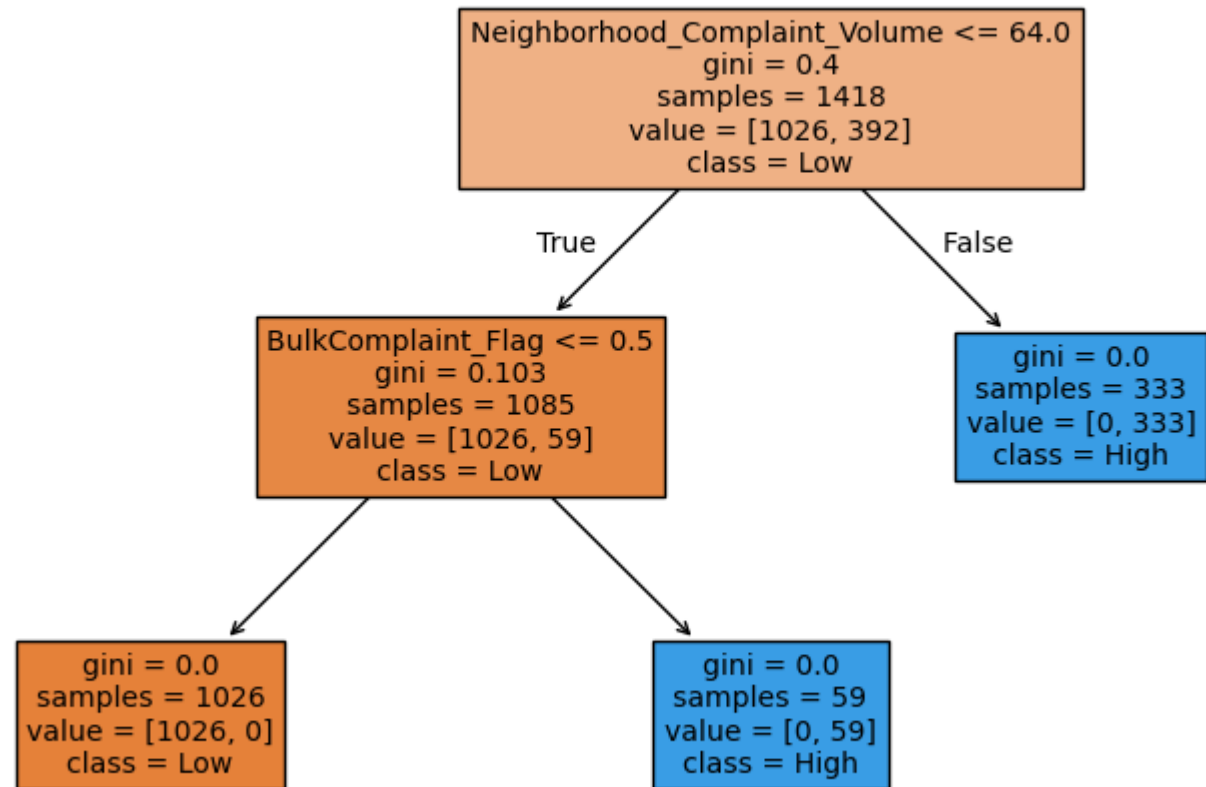 Neighborhood_Complaint_Volume <= 64.0
gini = 0.4
samples = 1418
value = [1026, 392]
class = Low
True
False
BulkComplaint_Flag <= 0.5
gini = 0.103
samples = 1085
value = [1026, 59]
class = Low
gini = 0.0
samples = 333
value = [0, 333]
class = High
gini = 0.0
samples = 1026
value = [1026, 0]
class = Low
gini = 0.0
samples = 59
value = [0, 59]
class = High